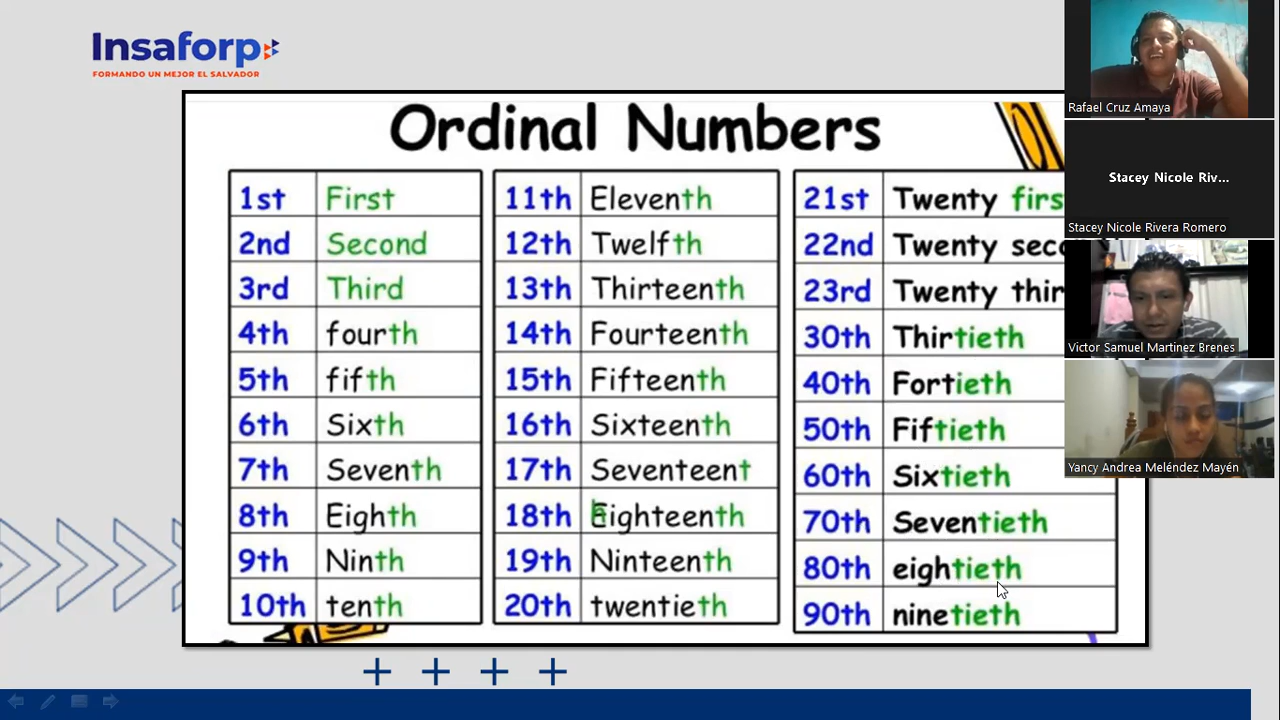 Insaforp
FORMANDO UN MEJOR EL SALVADOR
Ordinal Numbers
1st First
2nd Second
3rd Third
4th fourth
5th fifth
6th Sixth
7th Seventh
8th Eighth
9th Ninth
10th tenth
11th Eleventh
12th Twelfth
13th Thirteenth
14th Fourteenth
15th Fifteenth
16th Sixteenth
17th Seventeent
h
18th Eighteenth
19th Ninteenth
20th twentieth
21st Twenty firs
22nd Twenty seco
23rd Twenty thir
30th Thirtieth
40th Fortieth
50th Fiftieth
60th Sixtieth
70th Seventieth
80th eightieth
90th ninetieth
Rafael Cruz Amaya
Stacey Nicole Riv...
Stacey Nicole Rivera Romero
Victor Samuel Martinez Brenes
Yancy Andrea Meléndez Mayén